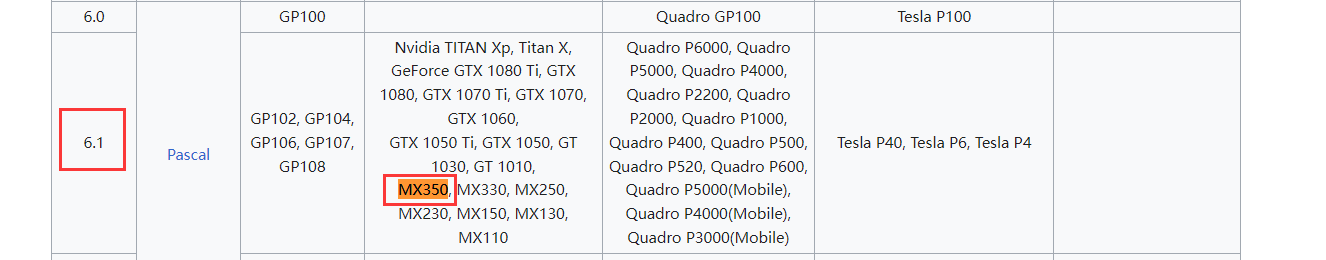 6.0
GP100
Quadro GP100
Tesla P100
6.1
Pascal
GP102, GP104,
GP106, GP107,
GP108
Nvidia TITAN Xp, Titan X,
GeForce GTX 1080 Ti, GTX
1080, GTX 1070 Ti, GTX 1070,
GTX 1060,
GTX 1050 Ti, GTX 1050, GT
1030, GT 1010,
MX350, MX330, MX250,
MX230, MX150, MX130,
MX110
Quadro P6000, Quadro
P5000, Quadro P4000,
Quadro P2200, Quadro
P2000, Quadro P1000,
Quadro P400, Quadro P500,
Quadro P520, Quadro P600,
Quadro P5000(Mobile),
Quadro P4000(Mobile),
Quadro P3000(Mobile)
Tesla P40, Tesla P6, Tesla P4